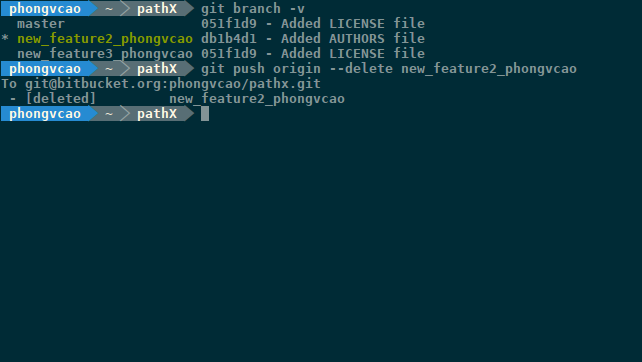 phongvcao ~ pathX git branch -v
master 051f1d9 - Added LICENSE file
* new_feature2_phongvcao db1b4d1 - Added AUTHORS file
new_feature3_phongvcao 051f1d9 - Added LICENSE file
phongvcao ~ pathX git push origin --delete new_feature2_phongvcao
To git@bitbucket.org:phongvcao/pathx.git
- [deleted] new_feature2_phongvcao
phongvcao ~ pathX